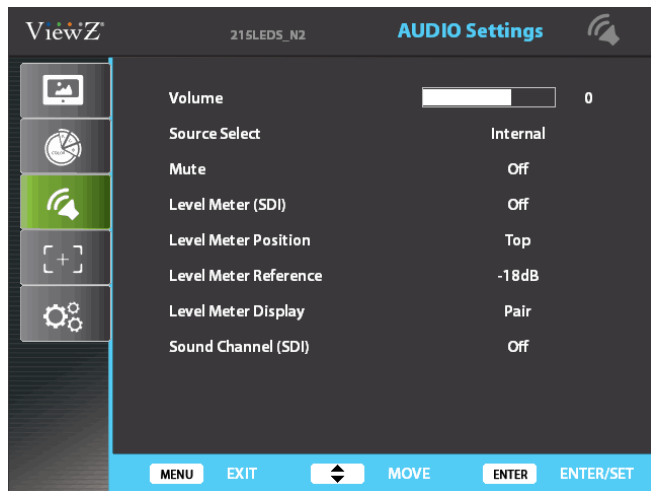 ViewZ 215LEDS_N2 AUDIO Settings
Volume 0
Source Select Internal
COLOR
Mute Off
Level Meter (SDI) Off
Level Meter Position Top
Level Meter Reference -18dB
Level Meter Display Pair
Sound Channel (SDI) Off
MENU EXIT MOVE ENTER ENTER/SET